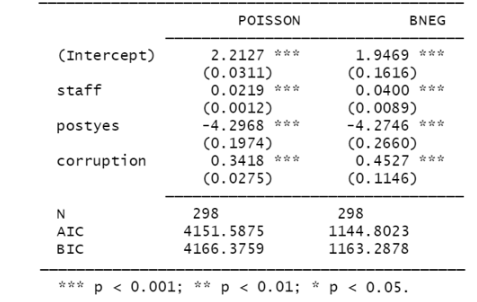 POISSON BNEG
(Intercept) 2.2127 *** 1.9469 ***
(0.0311) (0.1616)
staff 0.0219 *** 0.0400 ***
(0.0012) (0.0089)
postyes -4.2968 *** -4.2746 ***
(0.1974) (0.2660)
corruption 0.3418 *** 0.4527 ***
(0.0275) (0.1146)
N 298 298
AIC 4151.5875 1144.8023
BIC 4166.3759 1163.2878
*** p < 0.001; ** p < 0.01; * p < 0.05.